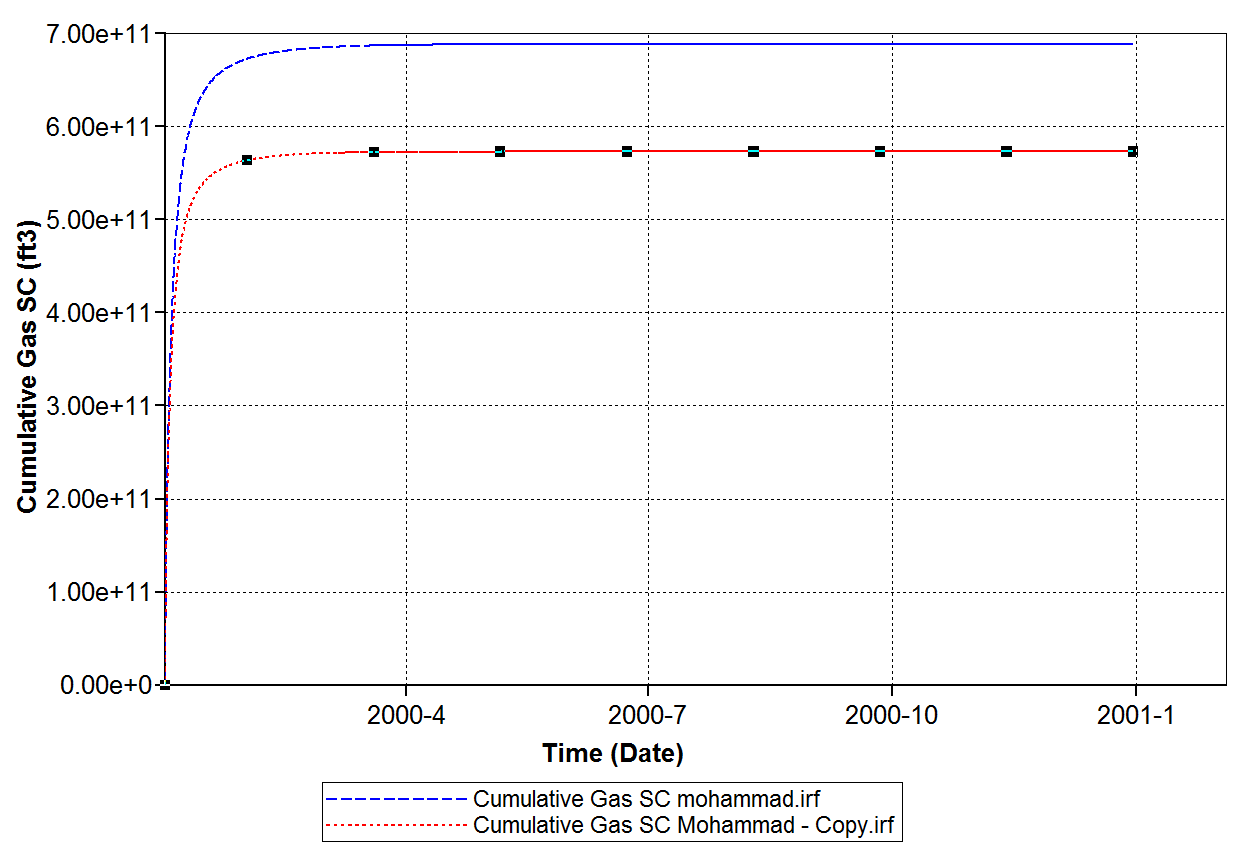 7.00e+11
6.00e+11
5.00e+11
4.00e+11
3.00e+11
2.00e+11
1.00e+11
0.00e+0
Cumulative Gas SC (ft3)
2000-4 2000-7 2000-10 2001-1
Time (Date)
Cumulative Gas SC mohammad.irf
Cumulative Gas SC Mohammad - Copy.irf